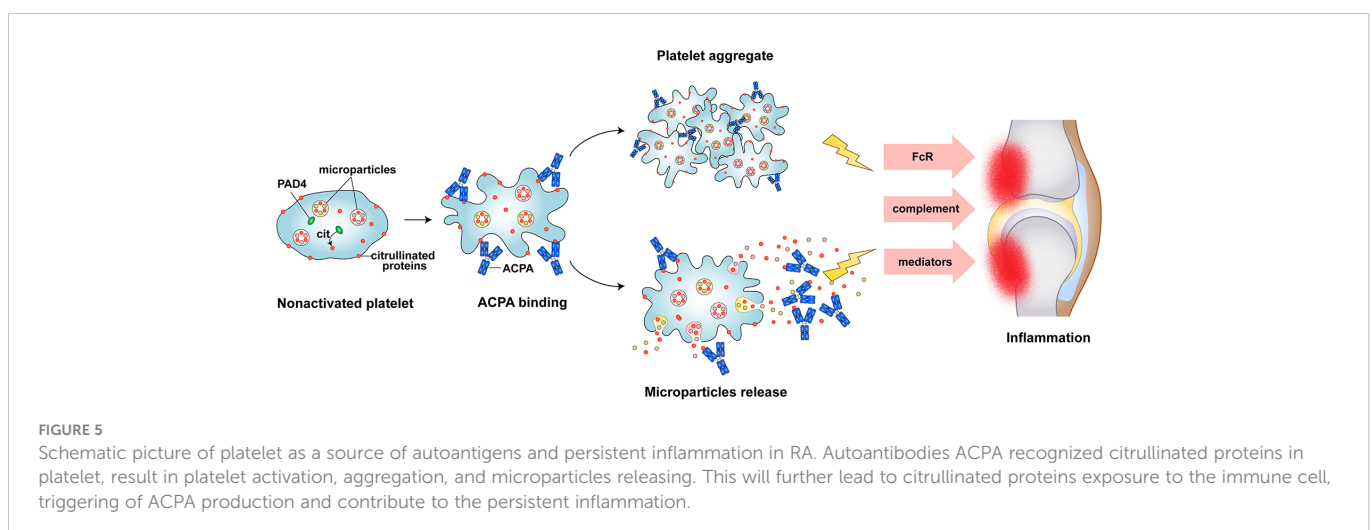 Platelet aggregate
PAD4
microparticles
cit
citrullinated
proteins
Nonactivated platelet
ACPA
ACPA binding
Microparticles release
FcR
complement
mediators
Inflammation
FIGURE 5
Schematic picture of platelet as a source of autoantigens and persistent inflammation in RA. Autoantibodies ACPA recognized citrullinated proteins in
platelet, result in platelet activation, aggregation, and microparticles releasing. This will further lead to citrullinated proteins exposure to the immune cell,
triggering of ACPA production and contribute to the persistent inflammation.